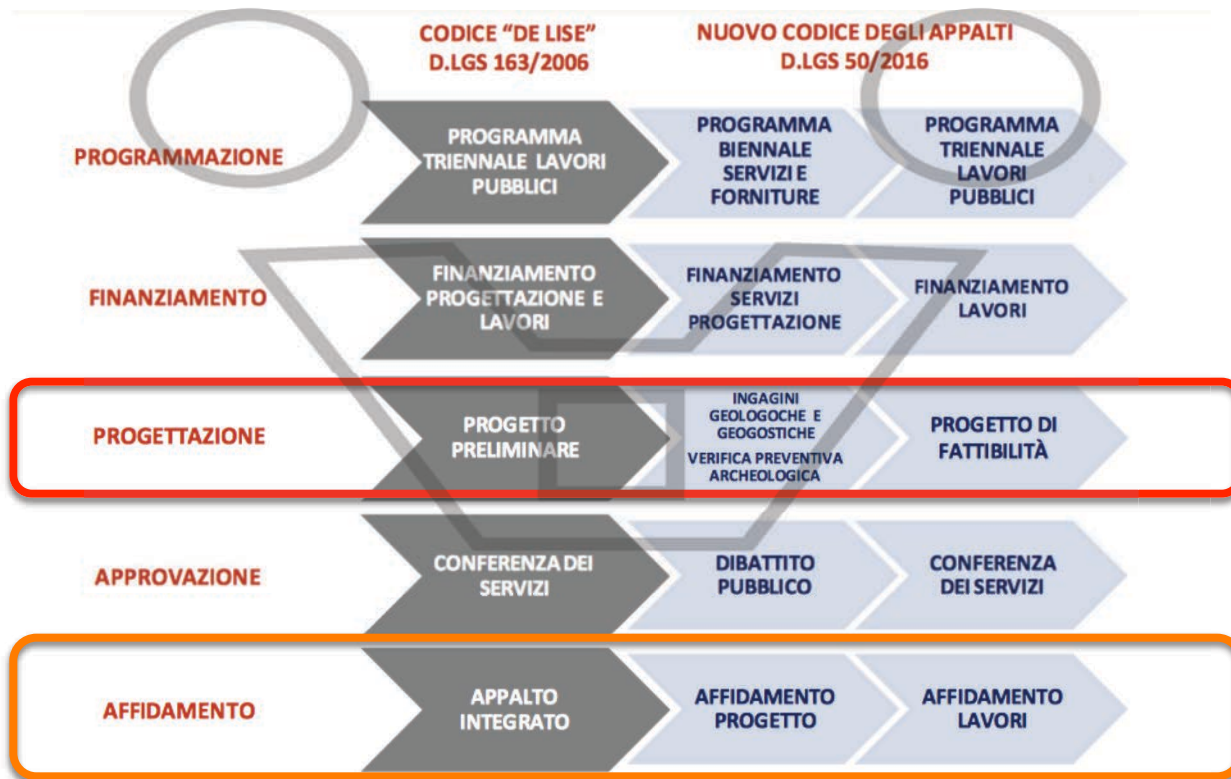 CODICE “DE LISE”
D.LGS 163/2006
NUOVO CODICE DEGLI APPALTI
D.LGS 50/2016
PROGRAMMAZIONE
PROGRAMMA
TRIENNALE LAVORI
PUBBLICI
PROGRAMMA
BIENNALE
SERVIZI E
FORNITURE
PROGRAMMA
TRIENNALE
LAVORI
PUBBLICI
FINANZIAMENTO
FINANZIAMENTO
PROGETTAZIONE E
LAVORI
FINANZIAMENTO
SERVIZI
PROGETTAZIONE
FINANZIAMENTO
LAVORI
PROGETTAZIONE
PROGETTO
PRELIMINARE
INGAGINI
GEOLOGOCHE E
GEOGOSTICHE
VERIFICA PREVENTIVA
ARCHEOLOGICA
PROGETTO DI
FATTIBILITÀ
APPROVAZIONE
CONFERENZA DEI
SERVIZI
DIBATTITO
PUBBLICO
CONFERENZA
DEI SERVIZI
AFFIDAMENTO
APPALTO
INTEGRATO
AFFIDAMENTO
PROGETTO
AFFIDAMENTO
LAVORI